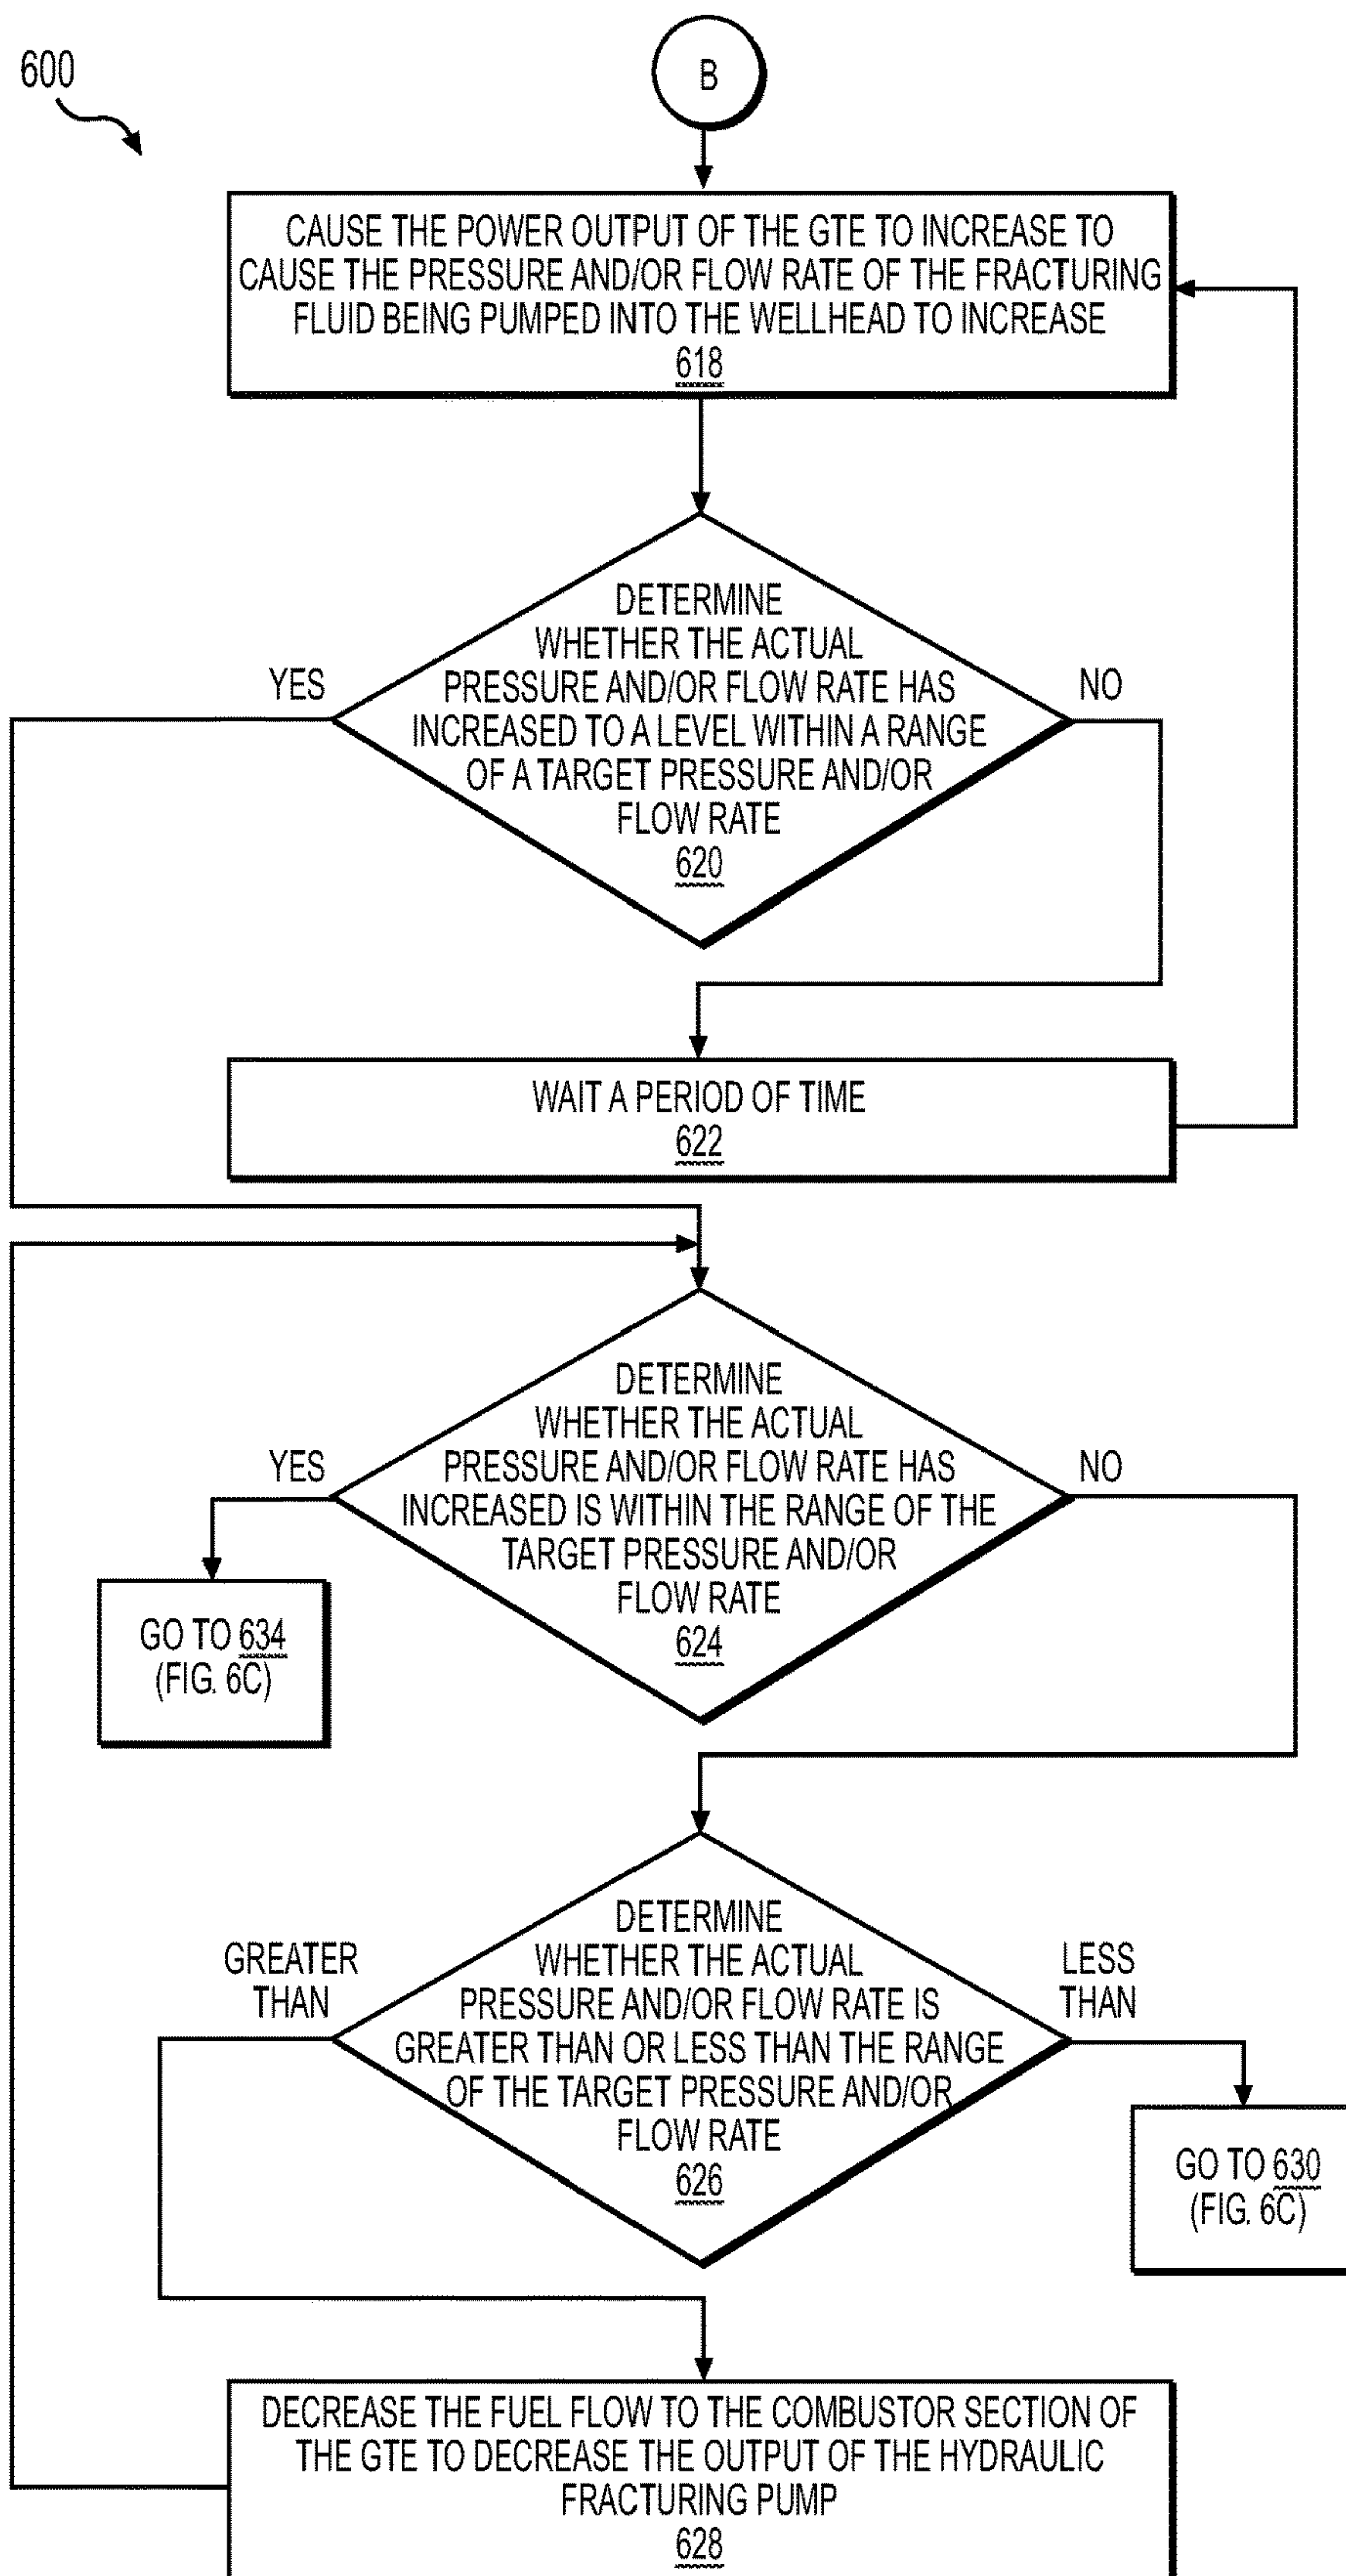 600
B
CAUSE THE POWER OUTPUT OF THE GTE TO INCREASE TO
CAUSE THE PRESSURE AND/OR FLOW RATE OF THE FRACTURING
FLUID BEING PUMPED INTO THE WELLHEAD TO INCREASE
618
DETERMINE
WHETHER THE ACTUAL
PRESSURE AND/OR FLOW RATE HAS
INCREASED TO A LEVEL WITHIN A RANGE
OF A TARGET PRESSURE AND/OR
FLOW RATE
620
YES
NO
WAIT A PERIOD OF TIME
622
DETERMINE
WHETHER THE ACTUAL
PRESSURE AND/OR FLOW RATE HAS
INCREASED IS WITHIN THE RANGE OF THE
TARGET PRESSURE AND/OR
FLOW RATE
624
YES
NO
GO TO 634
(FIG. 6C)
DETERMINE
WHETHER THE ACTUAL
PRESSURE AND/OR FLOW RATE IS
GREATER THAN OR LESS THAN THE RANGE
OF THE TARGET PRESSURE AND/OR
FLOW RATE
626
GREATER
THAN
LESS
THAN
GO TO 630
(FIG. 6C)
DECREASE THE FUEL FLOW TO THE COMBUSTOR SECTION OF
THE GTE TO DECREASE THE OUTPUT OF THE HYDRAULIC
FRACTURING PUMP
628